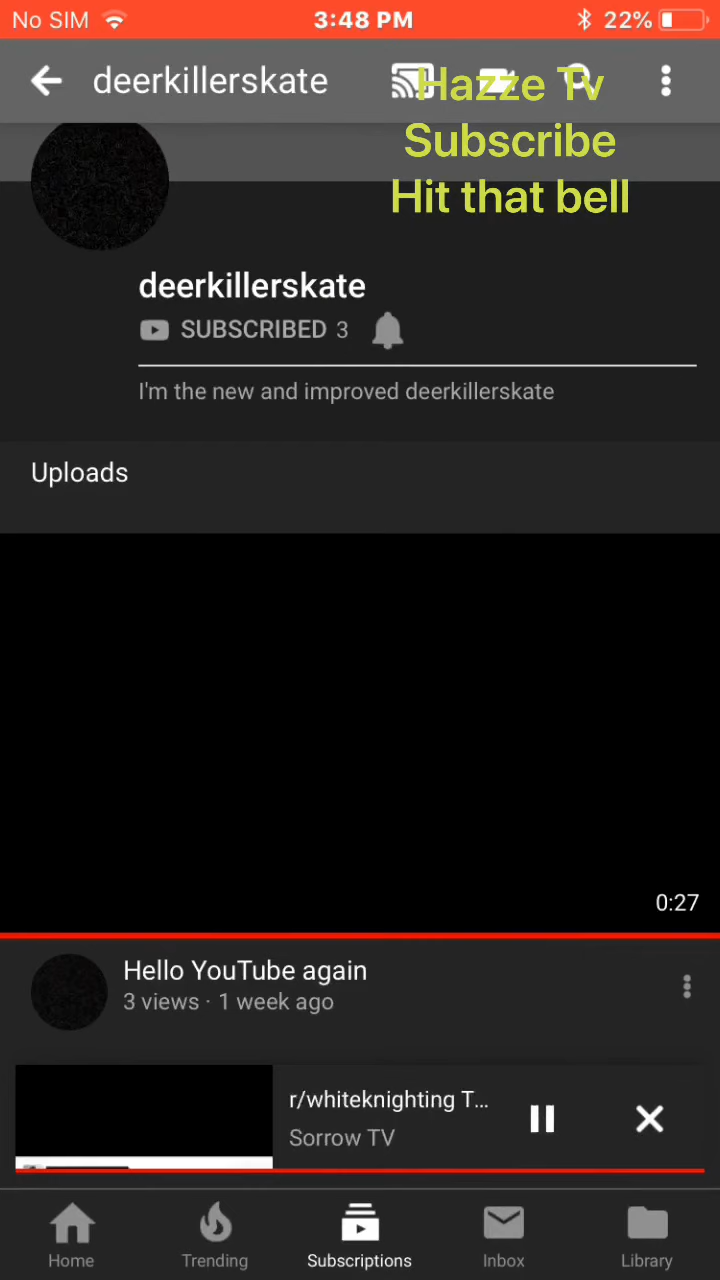 No SIM 3:48 PM 22%
deerkillerskate
Hazze Tv
Subscribe
Hit that bell
deerkillerskate
SUBSCRIBED 3
I'm the new and improved deerkillerskate
Uploads
0:27
Hello YouTube again
3 views · 1 week ago
r/whiteknighting T...
Sorrow TV
Home Trending Subscriptions Inbox Library